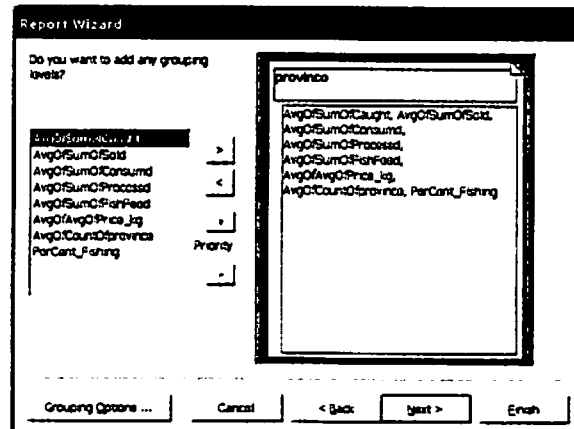 Report Wizard
Do you want to add any grouping
levels?
AvgOfSumOfCaught
AvgOfSumOfSold
AvgOfSumOfConsumd
AvgOfSumOfProcessd
AvgOfSumOfFishFeed
AvgOfAvgOfPrice_kg
AvgOfCountOfprovince
PerCent_Fishing
>
<
Priority
province
AvgOfSumOfCaught, AvgOfSumOfSold,
AvgOfSumOfConsumd,
AvgOfSumOfProcessd,
AvgOfSumOfFishFeed,
AvgOfAvgOfPrice_kg,
AvgOfCountOfprovince, PerCent_Fishing
Grouping Options ...
Cancel
< Back
Next >
Finish